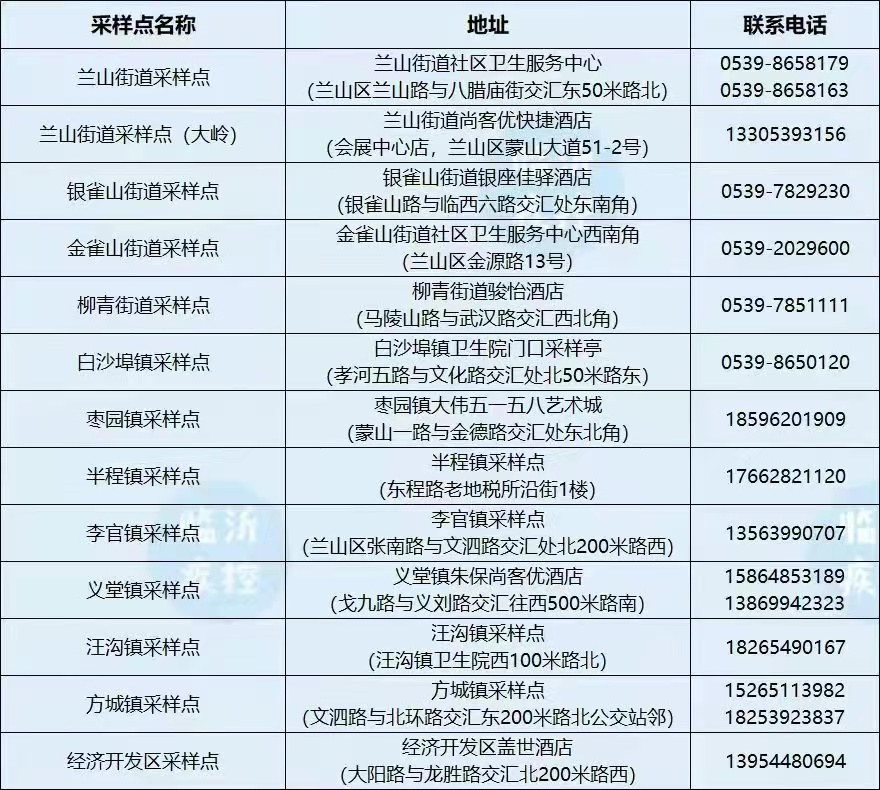 采样点名称 地址 联系电话
兰山街道采样点
兰山街道社区卫生服务中心
(兰山区兰山路与八腊庙街交汇东50米路北)
0539-8658179
0539-8658163
兰山街道采样点（大岭）
兰山街道尚客优快捷酒店
(会展中心店，兰山区蒙山大道51-2号)
13305393156
银雀山街道采样点
银雀山街道银座佳驿酒店
(银雀山路与临西六路交汇处东南角)
0539-7829230
金雀山街道采样点
金雀山街道社区卫生服务中心西南角
(兰山区金源路13号)
0539-2029600
柳青街道采样点
柳青街道骏怡酒店
(马陵山路与武汉路交汇西北角)
0539-7851111
白沙埠镇采样点
白沙埠镇卫生院门口采样亭
(孝河五路与文化路交汇处北50米路东)
0539-8650120
枣园镇采样点
枣园镇大伟五一五八艺术城
(蒙山一路与金德路交汇处东北角)
18596201909
半程镇采样点
半程镇采样点
(东程路老地税所沿街1楼)
17662821120
李官镇采样点
李官镇采样点
(兰山区张南路与文泗路交汇处北200米路西)
13563990707
义堂镇采样点
义堂镇朱保尚客优酒店
(戈九路与义刘路交汇往西500米路南)
15864853189
13869942323
汪沟镇采样点
汪沟镇采样点
(汪沟镇卫生院西100米路北)
18265490167
方城镇采样点
方城镇采样点
(文泗路与北环路交汇东200米路北公交站邻)
15265113982
18253923837
经济开发区采样点
经济开发区盖世酒店
(大阳路与龙胜路交汇北200米路西)
13954480694
临沂
疾控
临
疾